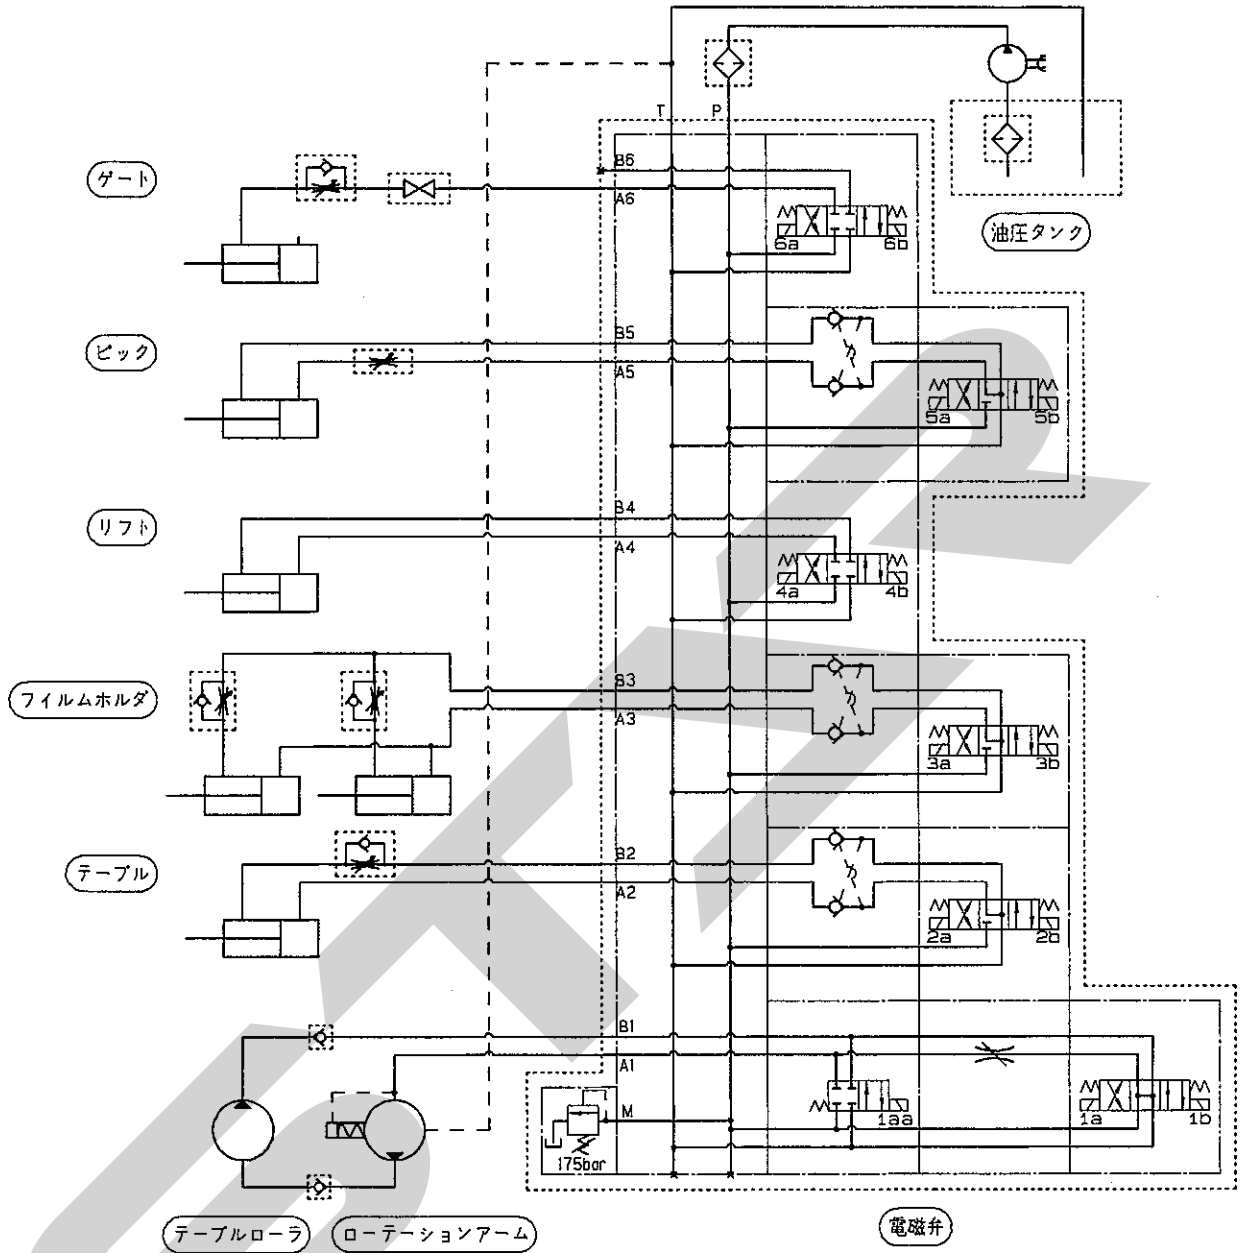 T
P
ゲート
B6
A6
6a
6b
油圧タンク
ピック
B5
A5
5a
5b
リフト
B4
A4
4a
4b
フィルムホルダ
B3
A3
3a
3b
テーブル
B2
A2
2a
2b
B1
A1
M
1aa
1a
1b
175bar
テーブルローラ
ローテーションアーム
電磁弁
STAR